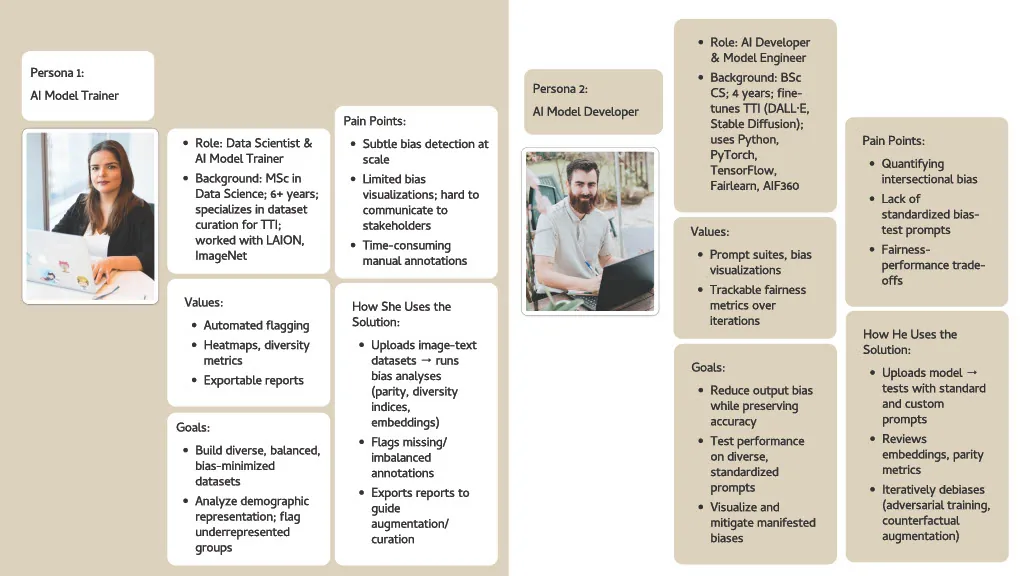 Persona 1:
AI Model Trainer
• Role: Data Scientist &
AI Model Trainer
• Background: MSc in
Data Science; 6+ years;
specializes in dataset
curation for TTI;
worked with LAION,
ImageNet
Values:
• Automated flagging
• Heatmaps, diversity
metrics
• Exportable reports
Goals:
• Build diverse, balanced,
bias-minimized
datasets
• Analyze demographic
representation; flag
underrepresented
groups
Pain Points:
• Subtle bias detection at
scale
• Limited bias
visualizations; hard to
communicate to
stakeholders
• Time-consuming
manual annotations
How She Uses the
Solution:
• Uploads image-text
datasets → runs
bias analyses
(parity, diversity
indices,
embeddings)
• Flags missing/
imbalanced
annotations
• Exports reports to
guide
augmentation/
curation
Persona 2:
AI Model Developer
• Role: AI Developer
& Model Engineer
• Background: BSc
CS; 4 years; fine-
tunes TTI (DALL·E,
Stable Diffusion);
uses Python,
PyTorch,
TensorFlow,
Fairlearn, AIF360
Values:
• Prompt suites, bias
visualizations
• Trackable fairness
metrics over
iterations
Goals:
• Reduce output bias
while preserving
accuracy
• Test performance
on diverse,
standardized
prompts
• Visualize and
mitigate manifested
biases
Pain Points:
• Quantifying
intersectional bias
• Lack of
standardized bias-
test prompts
• Fairness-
performance trade-
offs
How He Uses the
Solution:
• Uploads model →
tests with standard
and custom
prompts
• Reviews
embeddings, parity
metrics
• Iteratively debiases
(adversarial training,
counterfactual
augmentation)